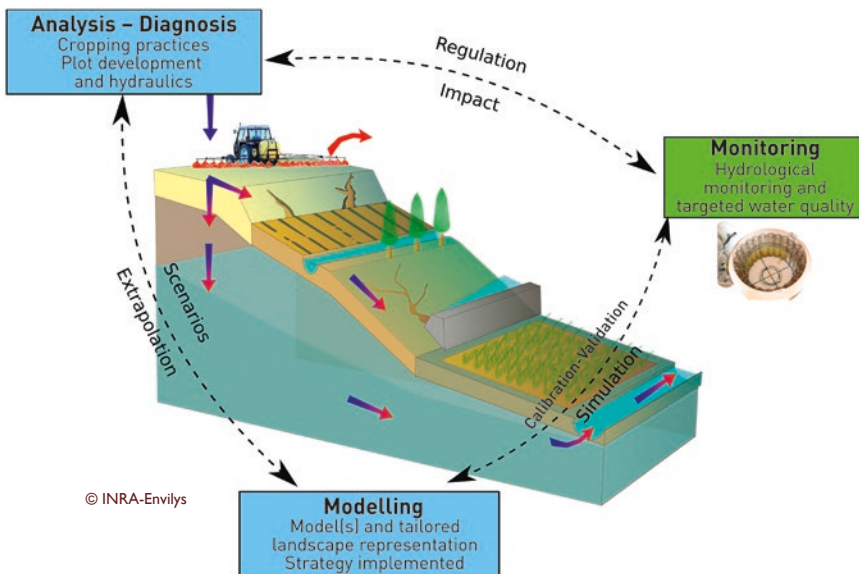 Analysis – Diagnosis
Cropping practices
Plot development
and hydraulics
Regulation
Impact
Monitoring
Hydrological
monitoring and
targeted water quality
Scenarios
Extrapolation
Calibration-Validation
Simulation
© INRA-Envilys
Modelling
Model(s) and tailored
landscape representation
Strategy implemented